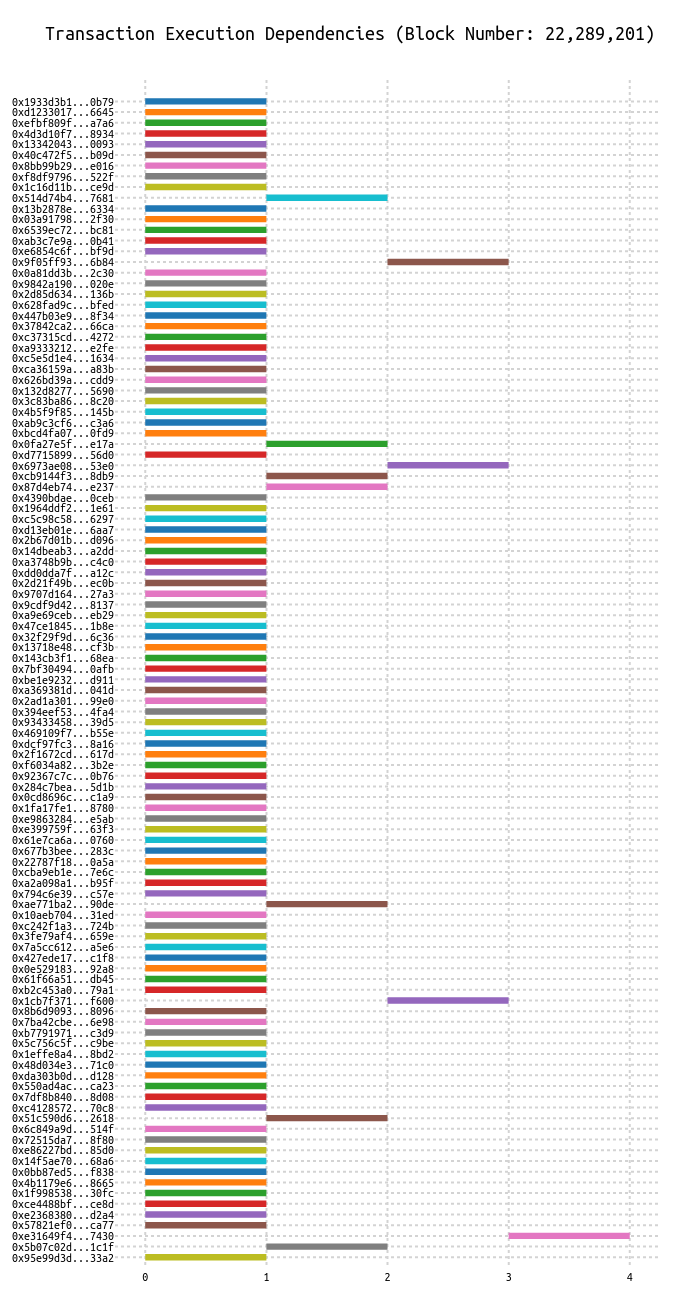 Transaction Execution Dependencies (Block Number: 22,289,201)
0x1933d3b1...0b79
0xd1233017...6645
0xefbf809f...a7a6
0x4d3d10f7...8934
0x13342043...0093
0x40c472f5...b09d
0x8bb99b29...e016
0xf8df9796...522f
0x1c16d11b...ce9d
0x514d74b4...7681
0x13b2878e...6334
0x03a91798...2f30
0x6539ec72...bc81
0xab3c7e9a...0b41
0xe6854c6f...bf9d
0x9f05ff93...6b84
0x0a81dd3b...2c30
0x9842a190...020e
0x2d85d634...136b
0x628fad9c...bfed
0x447b03e9...8f34
0x37842ca2...66ca
0xc37315cd...4272
0xa9333212...e2fe
0xc5e5d1e4...1634
0xca36159a...a83b
0x626bd39a...cdd9
0x132d8277...5690
0x3c83ba86...8c20
0x4b5f9f85...145b
0xab9c3cf6...c3a6
0xbcd4fa07...0fd9
0x0fa27e5f...e17a
0xd7715899...56d0
0x6973ae08...53e0
0xcb9144f3...8db9
0x87d4eb74...e237
0x4390bdae...0ceb
0x1964ddf2...1e61
0xc5c98c58...6297
0xd13eb01e...6aa7
0x2b67d01b...d096
0x14dbeab3...a2dd
0xa3748b9b...c4c0
0xdd0dda7f...a12c
0x2d21f49b...ec0b
0x9707d164...27a3
0x9cdf9d42...8137
0xa9e69ceb...eb29
0x47ce1845...1b8e
0x32f29f9d...6c36
0x13718e48...cf3b
0x143cb3f1...68ea
0x7bf30494...0afb
0xbe1e9232...d911
0xa369381d...041d
0x2ad1a301...99e0
0x394eef53...4fa4
0x93433458...39d5
0x469109f7...b55e
0xdcf97fc3...8a16
0x2f1672cd...617d
0xf6034a82...3b2e
0x92367c7c...0b76
0x284c7bea...5d1b
0x0cd8696c...c1a9
0x1fa17fe1...8780
0xe9863284...e5ab
0xe399759f...63f3
0x61e7ca6a...0760
0x677b3bee...283c
0x22787f18...0a5a
0xcba9eb1e...7e6c
0xa2a098a1...b95f
0x794c6e39...c57e
0xae771ba2...90de
0x10aeb704...31ed
0xc242f1a3...724b
0x3fe79af4...659e
0x7a5cc612...a5e6
0x427ede17...c1f8
0x0e529183...92a8
0x61f66a51...db45
0xb2c453a0...79a1
0x1cb7f371...f600
0x8b6d9093...8096
0x7ba42cbe...6e98
0xb7791971...c3d9
0x5c756c5f...c9be
0x1effe8a4...8bd2
0x48d034e3...71c0
0xda303b0d...d128
0x550ad4ac...ca23
0x7df8b840...8d08
0xc4128572...70c8
0x51c590d6...2618
0x6c849a9d...514f
0x72515da7...8f80
0xe86227bd...85d0
0x14f5ae70...68a6
0x0bb87ed5...f838
0x4b1179e6...8665
0x1f998538...30fc
0xce4488bf...ce8d
0xe2368380...d2a4
0x57821ef0...ca77
0xe31649f4...7430
0x5b07c02d...1c1f
0x95e99d3d...33a2
0 1 2 3 4